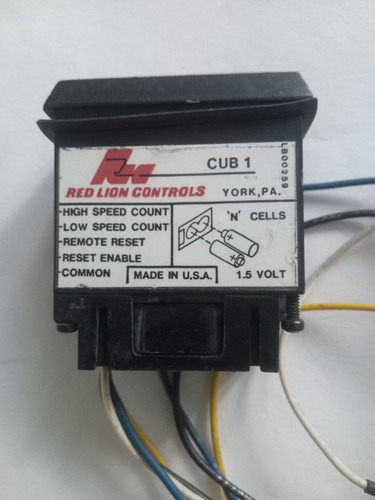 CUB 1
RED LION CONTROLS YORK, PA.
LB00259
-HIGH SPEED COUNT
-LOW SPEED COUNT
-REMOTE RESET
-RESET ENABLE
-COMMON
MADE IN U.S.A.
'N' CELLS
1.5 VOLT